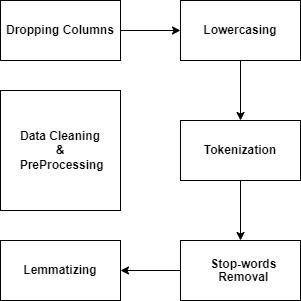 Dropping Columns
Lowercasing
Data Cleaning
&
PreProcessing
Tokenization
Lemmatizing
Stop-words
Removal